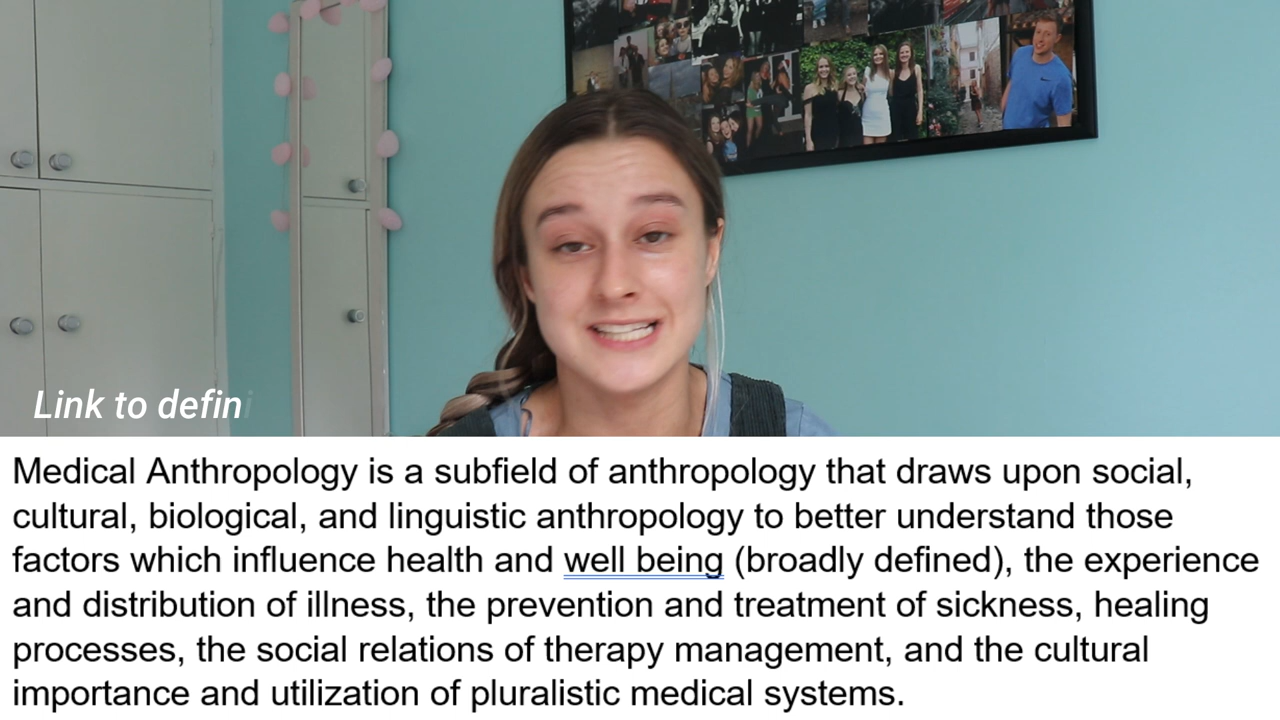 Link to defin
Medical Anthropology is a subfield of anthropology that draws upon social,
cultural, biological, and linguistic anthropology to better understand those
factors which influence health and well being (broadly defined), the experience
and distribution of illness, the prevention and treatment of sickness, healing
processes, the social relations of therapy management, and the cultural
importance and utilization of pluralistic medical systems.